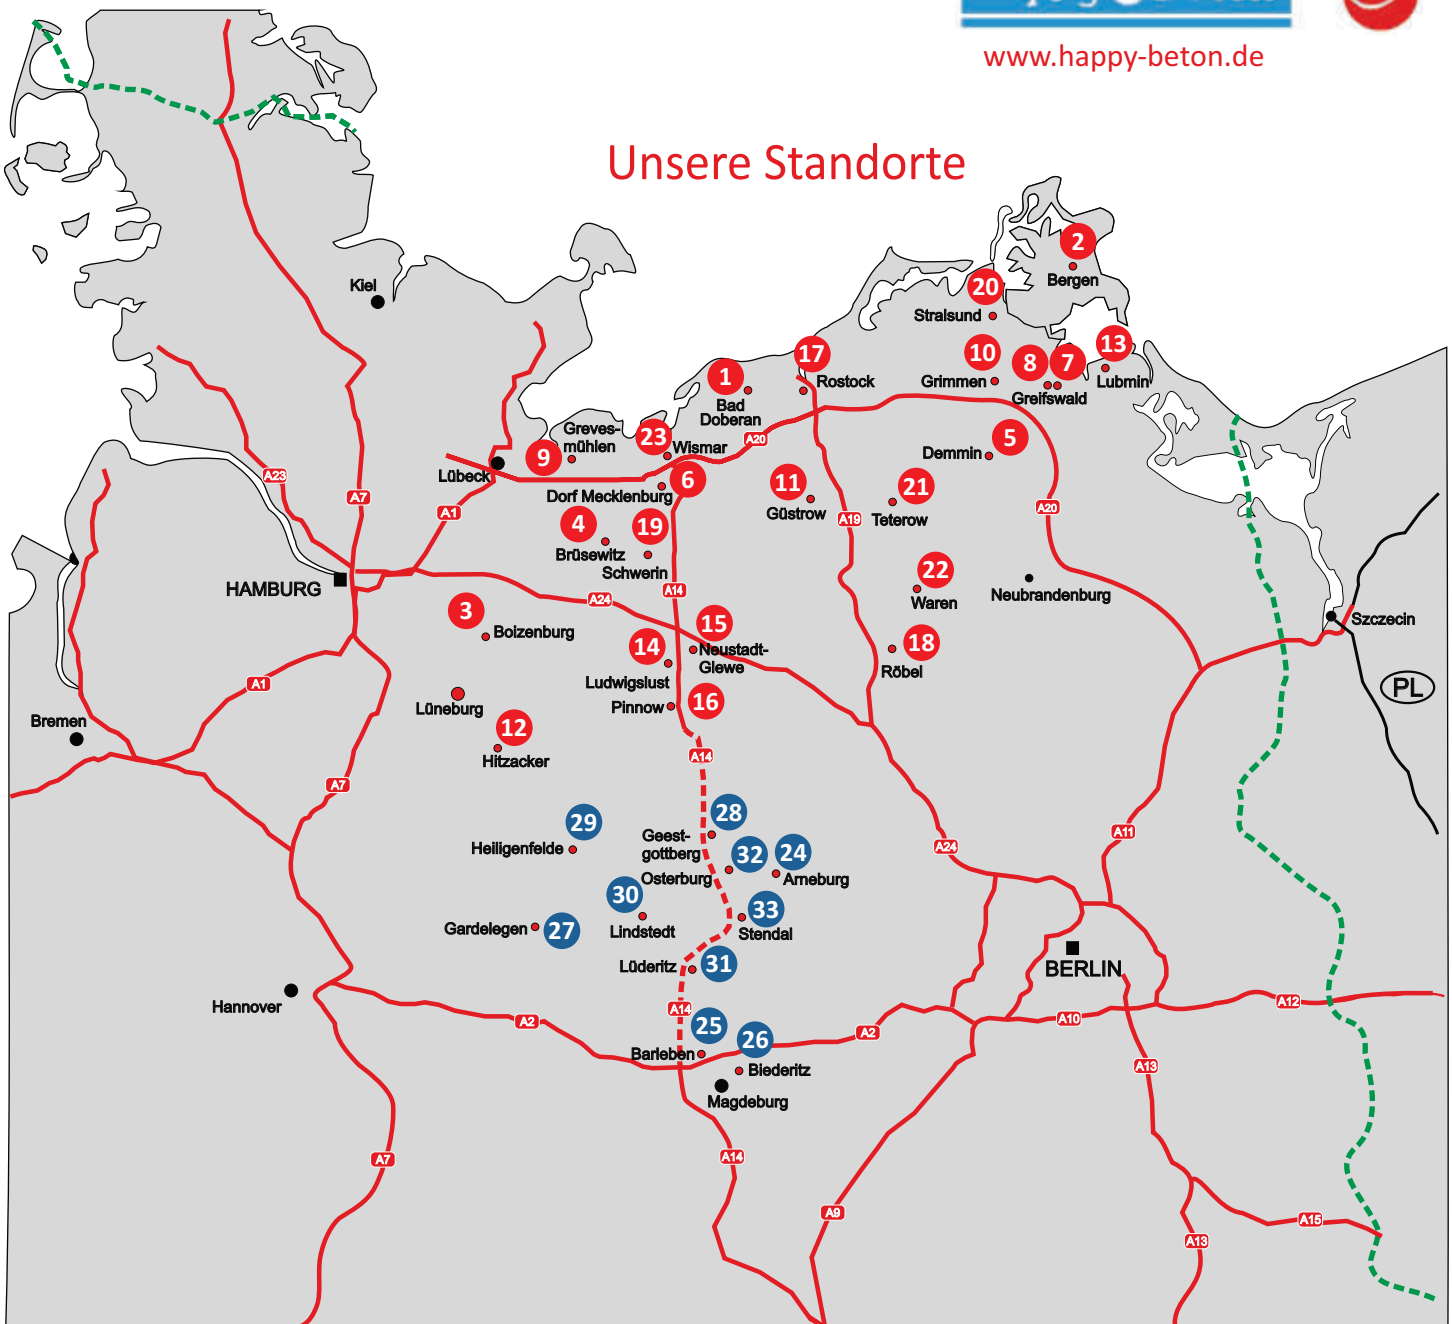 www.happy-beton.de
Unsere Standorte
2
Bergen
Kiel
20
Stralsund
17
10
8
7
13
1
Rostock
Grimmen
Greifswald
Lubmin
Bad
Doberan
Greves-
mühlen
23
Wismar
A20
5
Demmin
9
Lübeck
A23
A7
A1
Dorf Mecklenburg
6
11
Güstrow
A19
21
Teterow
A20
4
Brüsewitz
19
Schwerin
HAMBURG
A24
A14
22
Waren
Neubrandenburg
Szczecin
3
Boizenburg
15
Neustadt-
Glewe
14
Ludwigslust
18
Röbel
PL
A1
Lüneburg
Pinnow
16
Bremen
12
Hitzacker
A14
A7
28
Geest-
gottberg
29
Heiligenfelde
32
Osterburg
24
Arneburg
A24
A11
30
Lindstedt
33
Stendal
Gardelegen
27
Lüderitz
31
BERLIN
Hannover
A14
A2
25
Barleben
26
Biederitz
A2
A10
A12
Magdeburg
A13
A7
A14
A9
A15
A13